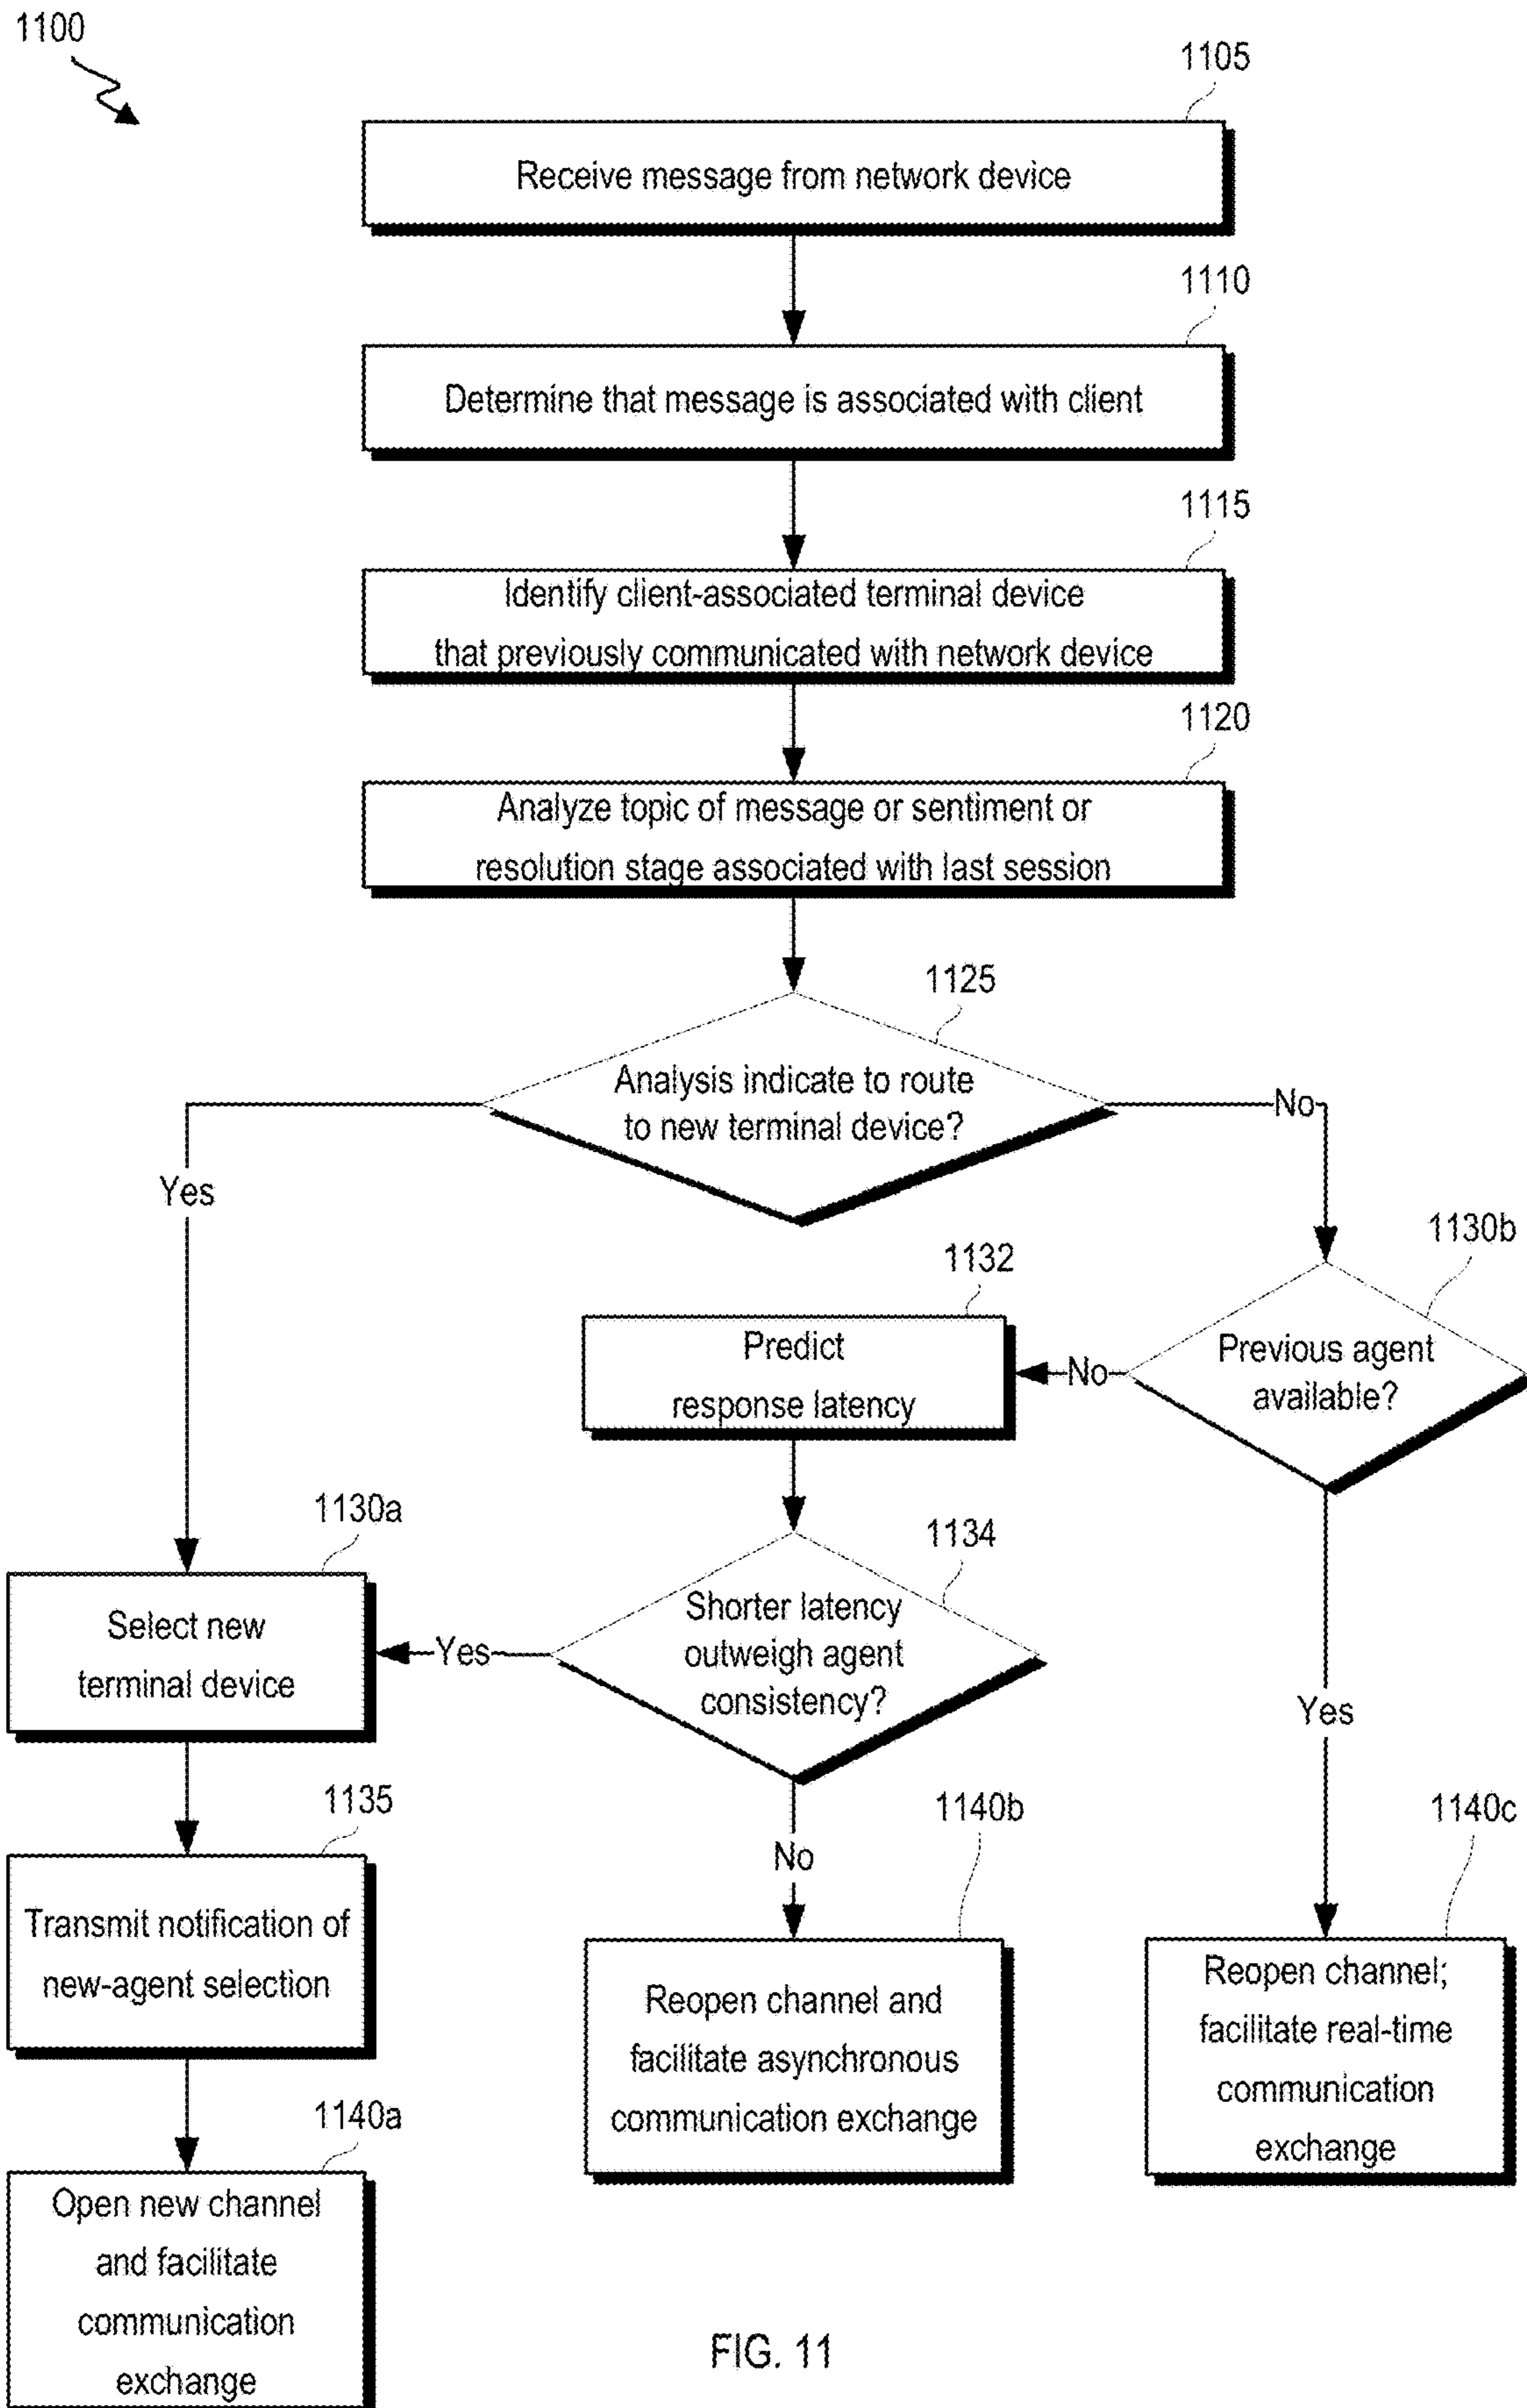 1100
1105
Receive message from network device
1110
Determine that message is associated with client
1115
Identify client-associated terminal device
that previously communicated with network device
1120
Analyze topic of message or sentiment or
resolution stage associated with last session
1125
Analysis indicate to route
to new terminal device?
No
Yes
1130b
Previous agent
available?
1132
Predict
response latency
No
1130a
Select new
terminal device
1134
Shorter latency
outweigh agent
consistency?
Yes
Yes
1135
Transmit notification of
new-agent selection
No
1140b
Reopen channel and
facilitate asynchronous
communication exchange
1140c
Reopen channel;
facilitate real-time
communication
exchange
1140a
Open new channel
and facilitate
communication
exchange
FIG. 11